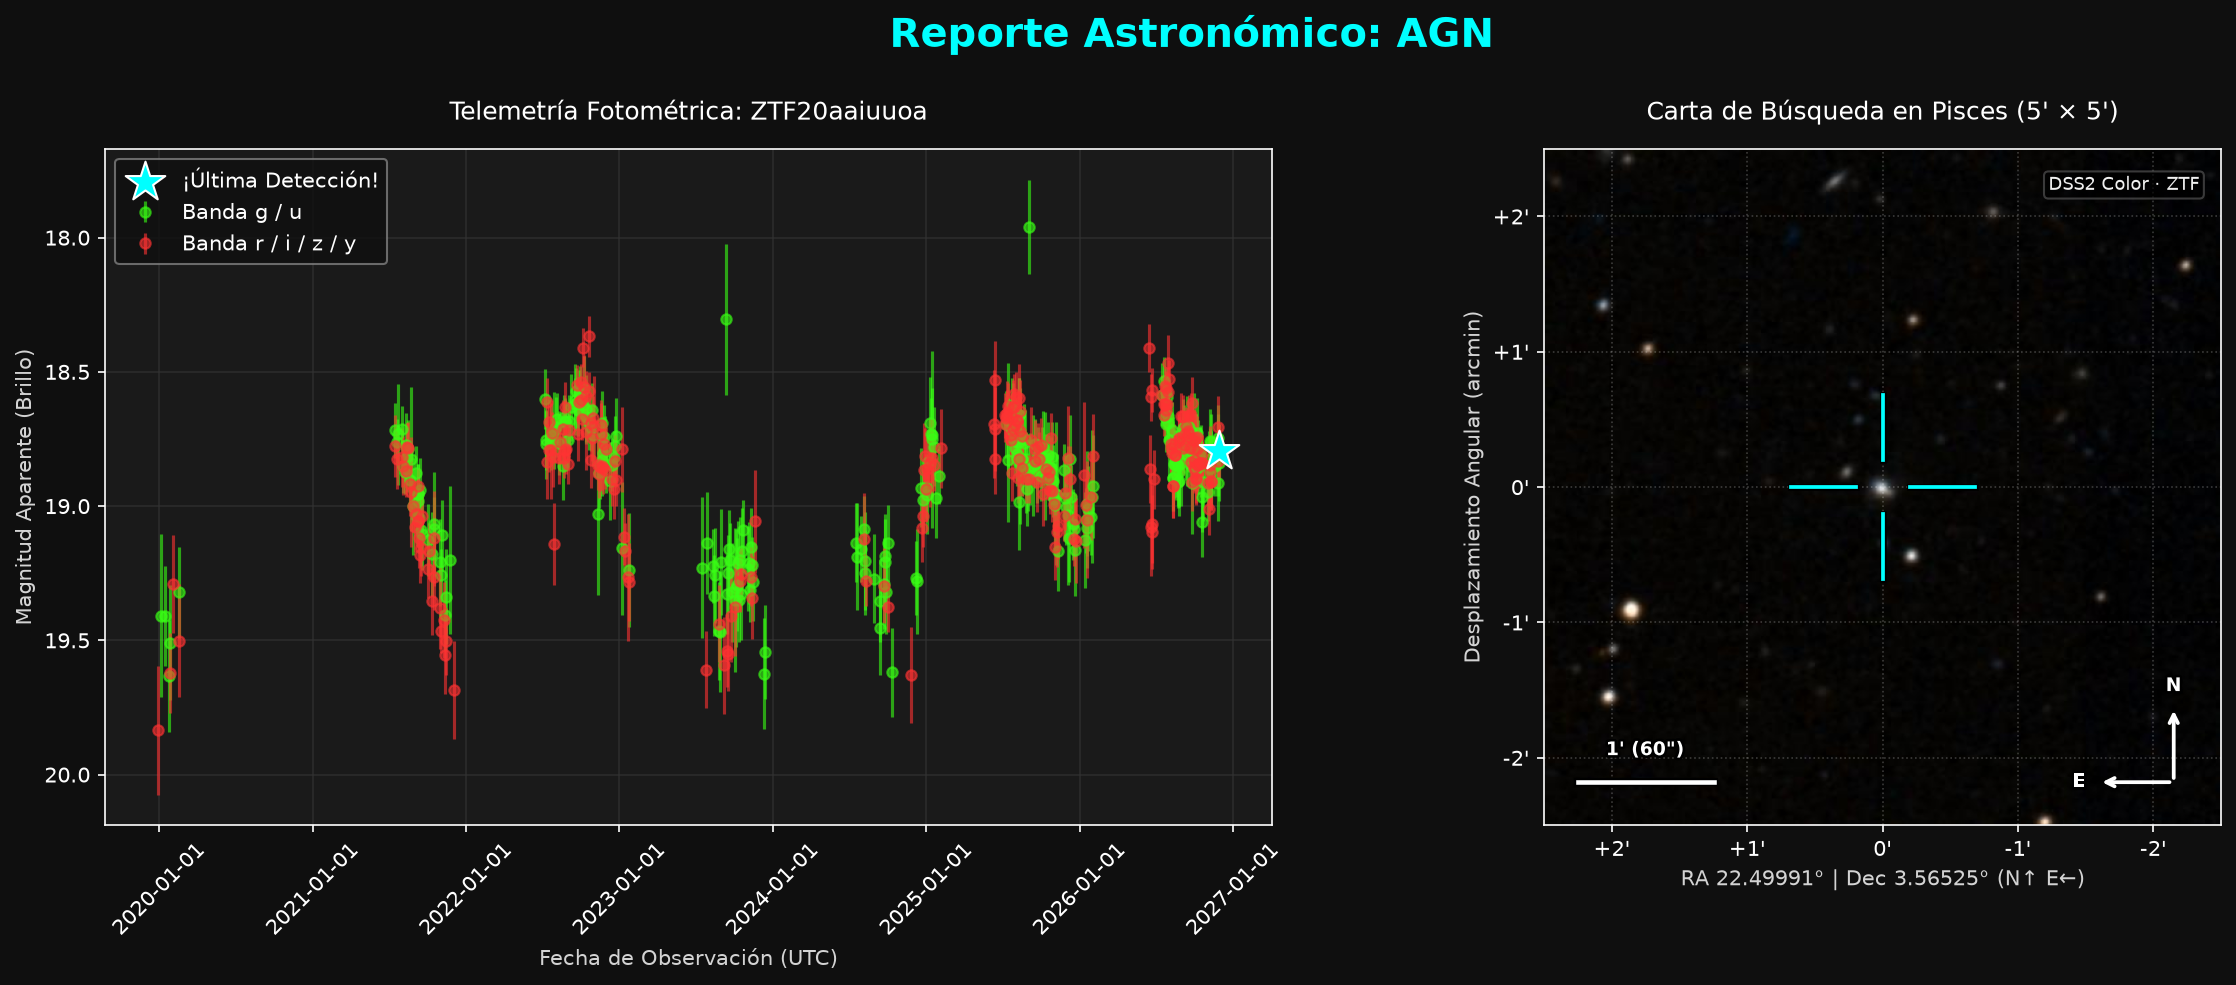 Reporte Astronómico: AGN
Telemetría Fotométrica: ZTF20aaiuuoa
¡Última Detección!
Banda g / u
Banda r / i / z / y
Magnitud Aparente (Brillo)
18.0
18.5
19.0
19.5
20.0
2020-01-01
2021-01-01
2022-01-01
2023-01-01
2024-01-01
2025-01-01
2026-01-01
2027-01-01
Fecha de Observación (UTC)
Carta de Búsqueda en Pisces (5' × 5')
DSS2 Color · ZTF
Desplazamiento Angular (arcmin)
+2'
+1'
0'
-1'
-2'
N
E
1' (60")
+2'
+1'
0'
-1'
-2'
RA 22.49991° | Dec 3.56525° (N↑ E←)